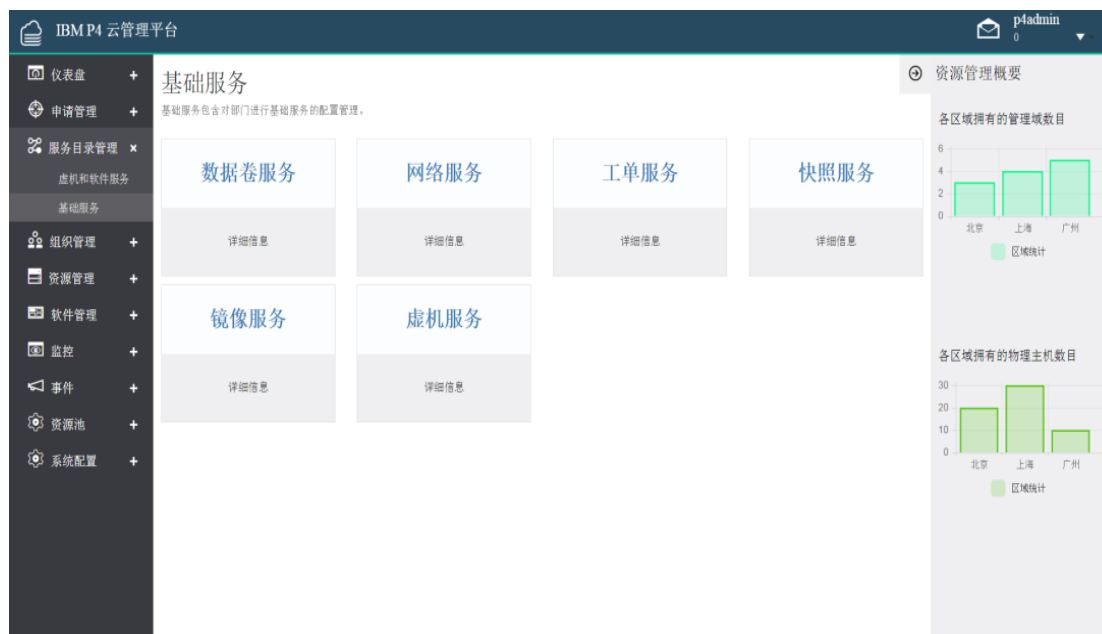 IBM P4 云管理平台
p4admin
0
仪表盘 +
申请管理 +
服务目录管理 ×
虚机和软件服务
基础服务
组织管理 +
资源管理 +
软件管理 +
监控 +
事件 +
资源池 +
系统配置 +
基础服务
基础服务包含对部门进行基础服务的配置管理。
数据卷服务
详细信息
网络服务
详细信息
工单服务
详细信息
快照服务
详细信息
镜像服务
详细信息
虚机服务
详细信息
资源管理概要
各区域拥有的管理域数目
6
4
2
0
北京 上海 广州
区域统计
各区域拥有的物理主机数目
30
20
10
0
北京 上海 广州
区域统计